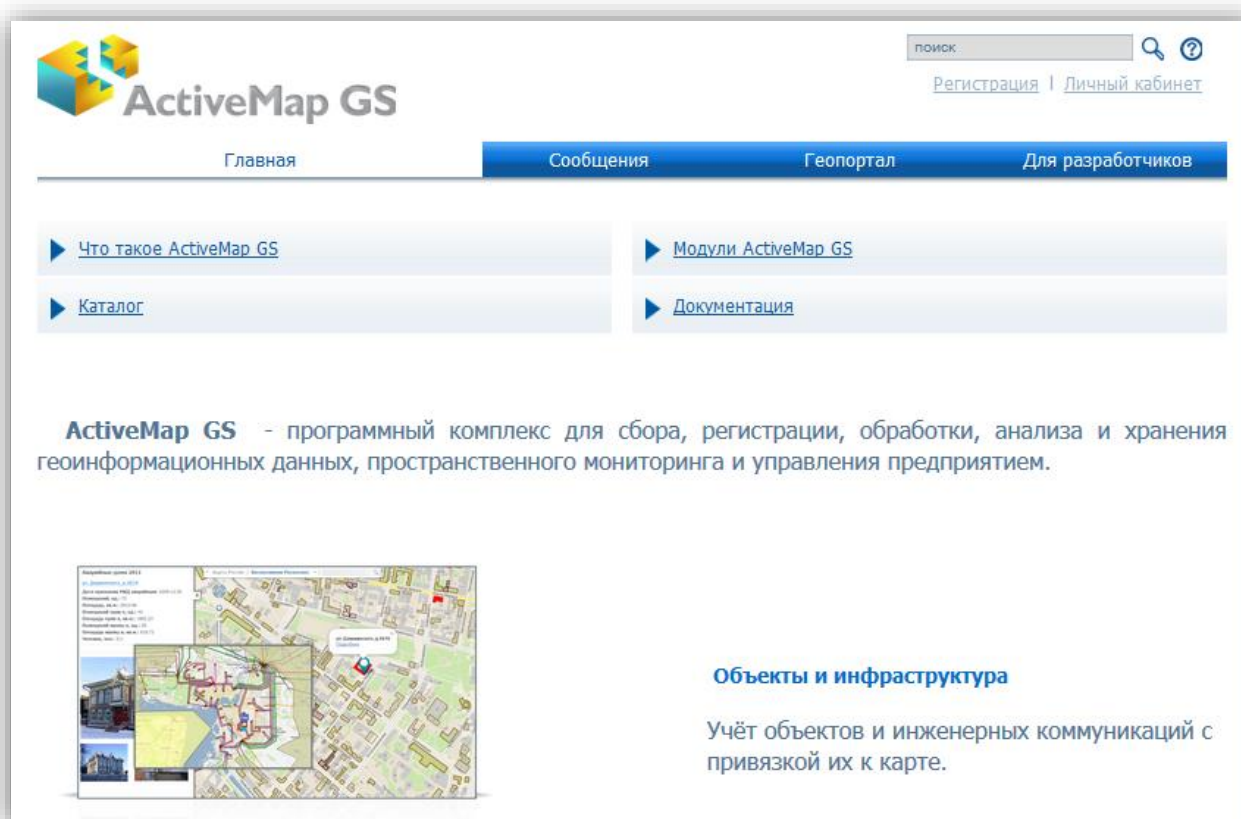 ActiveMap GS
поиск
Регистрация | Личный кабинет
Главная
Сообщения
Геопортал
Для разработчиков
Что такое ActiveMap GS
Модули ActiveMap GS
Каталог
Документация
ActiveMap GS - программный комплекс для сбора, регистрации, обработки, анализа и хранения
геоинформационных данных, пространственного мониторинга и управления предприятием.
Объекты и инфраструктура
Учёт объектов и инженерных коммуникаций с
привязкой их к карте.